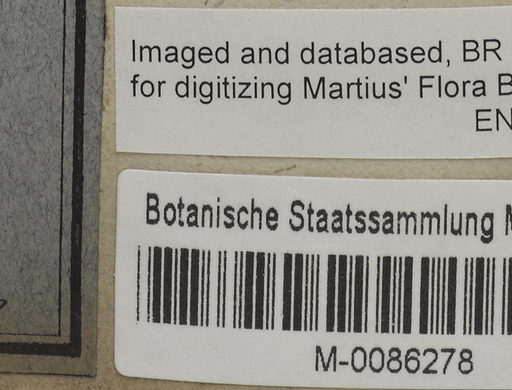 Imaged and databased, BR
for digitizing Martius' Flora B
EN
Botanische Staatssammlung M
M-0086278